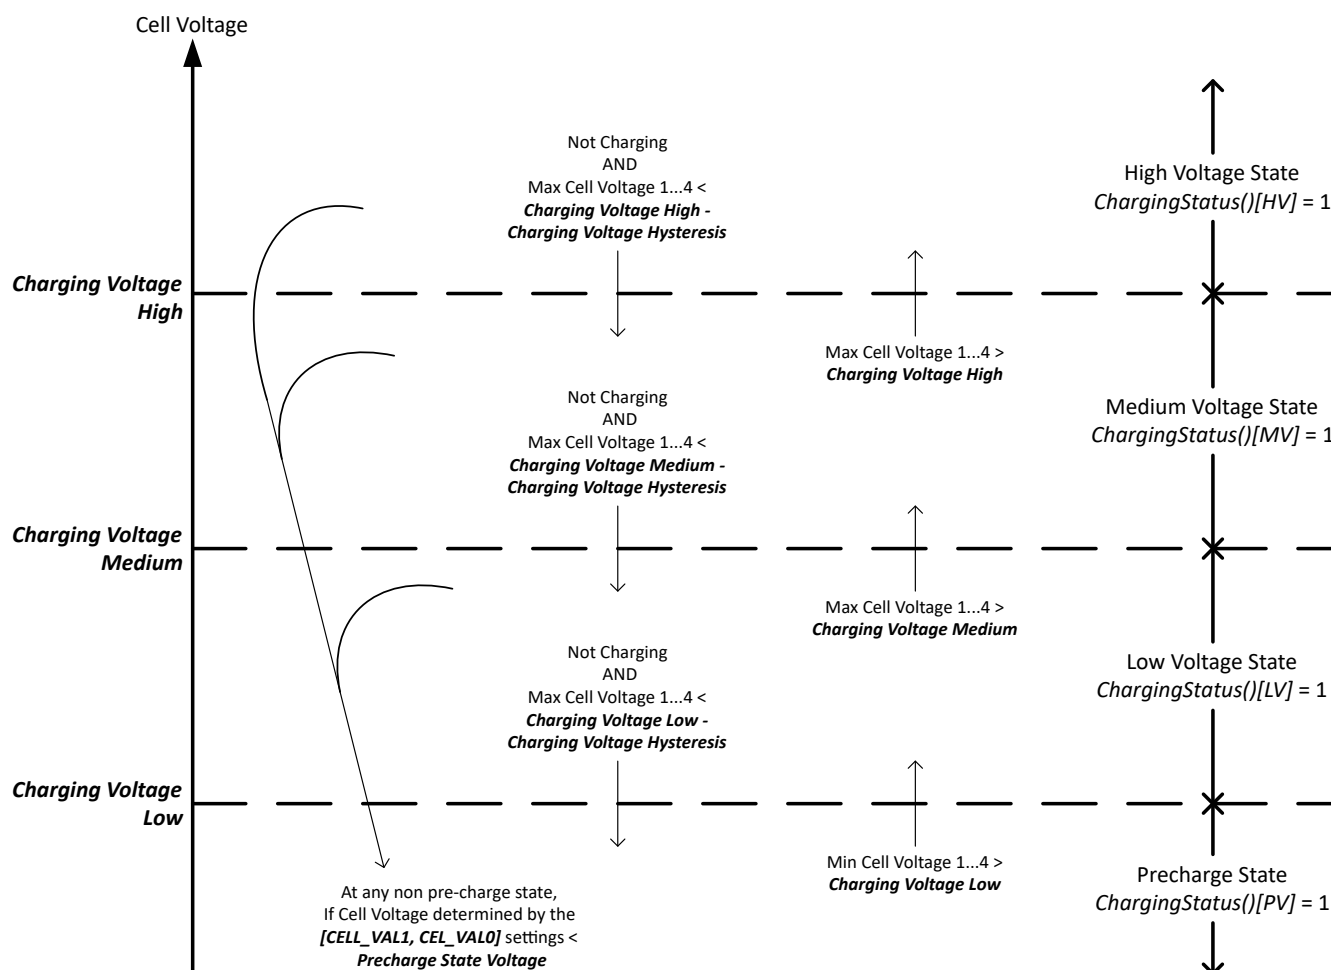 Cell Voltage
Not Charging
AND
Max Cell Voltage 1...4 <
Charging Voltage High -
Charging Voltage Hysteresis
High Voltage State
ChargingStatus()[HV] = 1
Charging Voltage
High
Max Cell Voltage 1...4 >
Charging Voltage High
Not Charging
AND
Max Cell Voltage 1...4 <
Charging Voltage Medium -
Charging Voltage Hysteresis
Medium Voltage State
ChargingStatus()[MV] = 1
Charging Voltage
Medium
Max Cell Voltage 1...4 >
Charging Voltage Medium
Not Charging
AND
Max Cell Voltage 1...4 <
Charging Voltage Low -
Charging Voltage Hysteresis
Low Voltage State
ChargingStatus()[LV] = 1
Charging Voltage
Low
Min Cell Voltage 1...4 >
Charging Voltage Low
Precharge State
ChargingStatus()[PV] = 1
At any non pre-charge state,
If Cell Voltage determined by the
[CELL_VAL1, CEL_VAL0] settings <
Precharge State Voltage